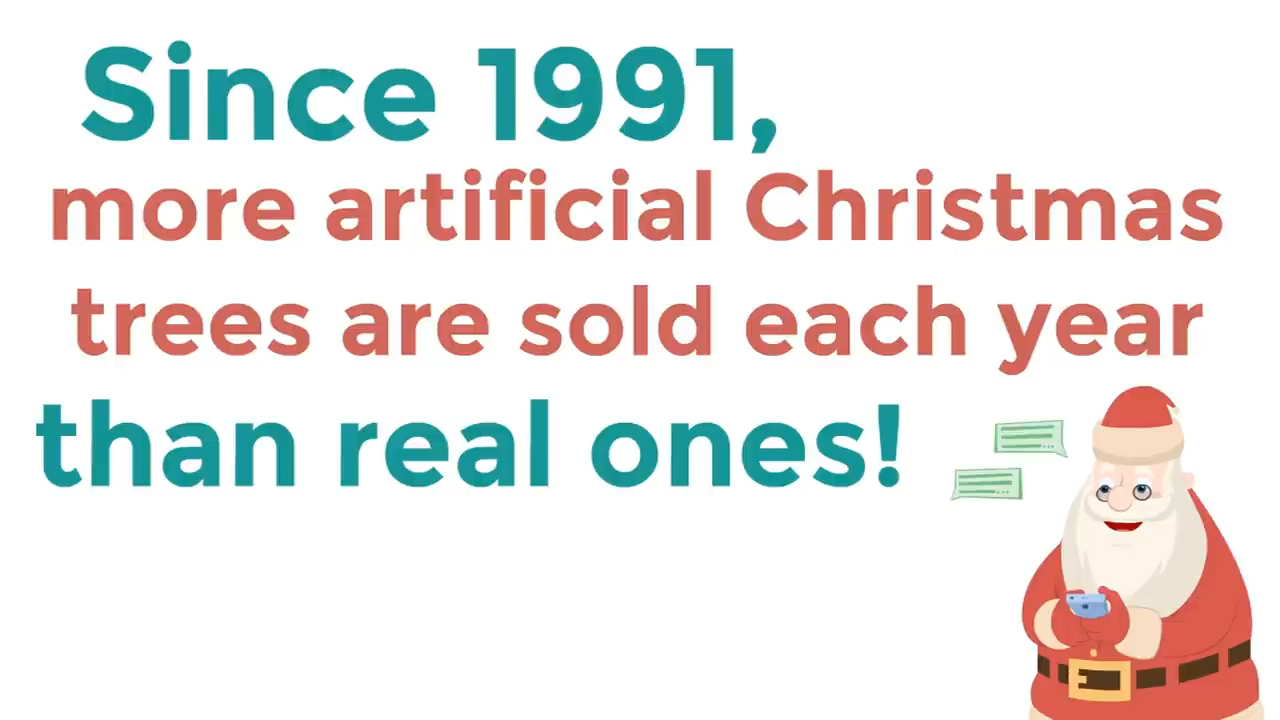 Since 1991,
more artificial Christmas
trees are sold each year
than real ones!